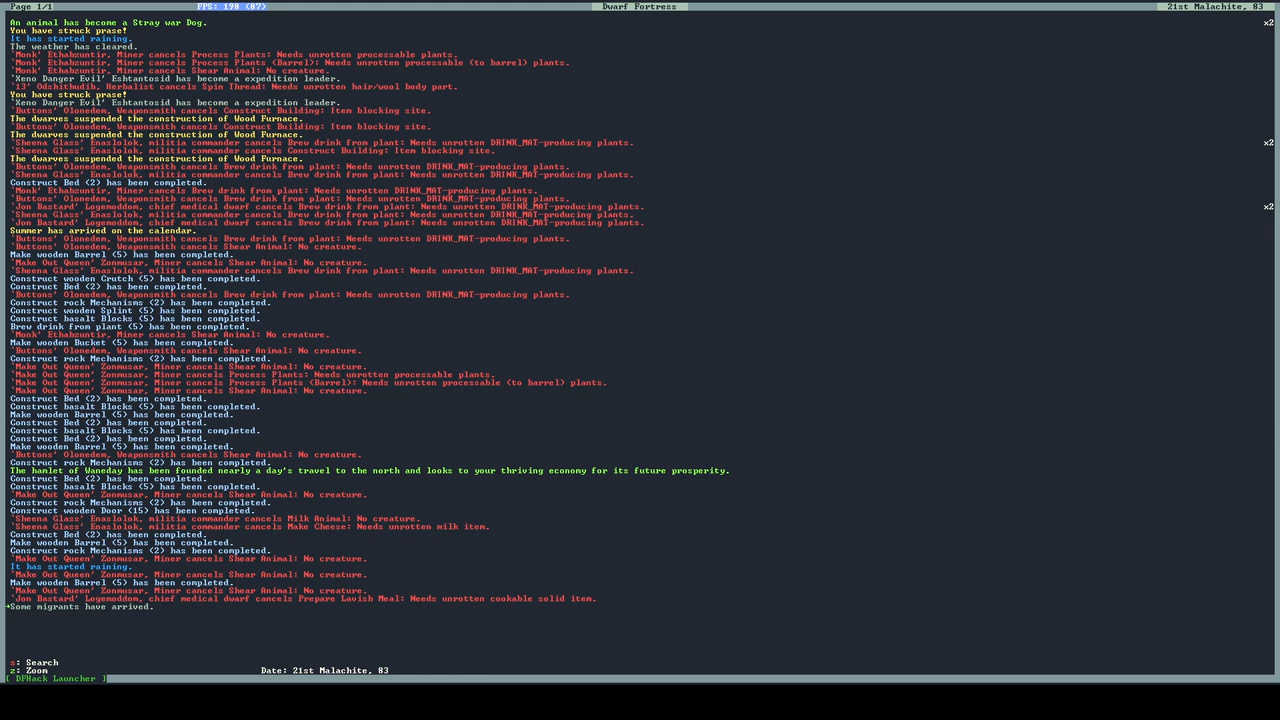 Page 1/1 FPS: 198 (87) Dwarf Fortress 21st Malachite, 83
An animal has become a Stray war Dog. x2
You have struck prase!
It has started raining.
The weather has cleared.
`Monk' Ethabzuntir, Miner cancels Process Plants: Needs unrotten processable plants.
`Monk' Ethabzuntir, Miner cancels Process Plants (Barrel): Needs unrotten processable (to barrel) plants.
`Monk' Ethabzuntir, Miner cancels Shear Animal: No creature.
`Xeno Danger Evil' Eshtantosid has become a expedition leader.
`13' Odshithudib, Herbalist cancels Spin Thread: Needs unrotten hair/wool body part.
You have struck prase!
`Xeno Danger Evil' Eshtantosid has become a expedition leader.
`Buttons' Olonedem, Weaponsmith cancels Construct Building: Item blocking site.
The dwarves suspended the construction of Wood Furnace.
`Buttons' Olonedem, Weaponsmith cancels Construct Building: Item blocking site.
The dwarves suspended the construction of Wood Furnace.
`Sheena Glass' Enaslolok, militia commander cancels Brew drink from plant: Needs unrotten DRINK_MAT-producing plants. x2
`Sheena Glass' Enaslolok, militia commander cancels Construct Building: Item blocking site.
The dwarves suspended the construction of Wood Furnace.
`Buttons' Olonedem, Weaponsmith cancels Brew drink from plant: Needs unrotten DRINK_MAT-producing plants.
`Sheena Glass' Enaslolok, militia commander cancels Brew drink from plant: Needs unrotten DRINK_MAT-producing plants.
Construct Bed (2) has been completed.
`Monk' Ethabzuntir, Miner cancels Brew drink from plant: Needs unrotten DRINK_MAT-producing plants.
`Buttons' Olonedem, Weaponsmith cancels Brew drink from plant: Needs unrotten DRINK_MAT-producing plants.
`Jon Bastard' Logemoddom, chief medical dwarf cancels Brew drink from plant: Needs unrotten DRINK_MAT-producing plants. x2
`Sheena Glass' Enaslolok, militia commander cancels Brew drink from plant: Needs unrotten DRINK_MAT-producing plants.
`Jon Bastard' Logemoddom, chief medical dwarf cancels Brew drink from plant: Needs unrotten DRINK_MAT-producing plants.
Summer has arrived on the calendar.
`Buttons' Olonedem, Weaponsmith cancels Brew drink from plant: Needs unrotten DRINK_MAT-producing plants.
`Buttons' Olonedem, Weaponsmith cancels Shear Animal: No creature.
Make wooden Barrel (5) has been completed.
`Make Out Queen' Zonmusar, Miner cancels Shear Animal: No creature.
`Sheena Glass' Enaslolok, militia commander cancels Brew drink from plant: Needs unrotten DRINK_MAT-producing plants.
Construct wooden Crutch (5) has been completed.
Construct Bed (2) has been completed.
`Buttons' Olonedem, Weaponsmith cancels Brew drink from plant: Needs unrotten DRINK_MAT-producing plants.
Construct rock Mechanisms (2) has been completed.
Construct wooden Splint (5) has been completed.
Construct basalt Blocks (5) has been completed.
Brew drink from plant (5) has been completed.
`Monk' Ethabzuntir, Miner cancels Shear Animal: No creature.
Make wooden Bucket (5) has been completed.
`Buttons' Olonedem, Weaponsmith cancels Shear Animal: No creature.
Construct rock Mechanisms (2) has been completed.
`Make Out Queen' Zonmusar, Miner cancels Shear Animal: No creature.
`Make Out Queen' Zonmusar, Miner cancels Process Plants: Needs unrotten processable plants.
`Make Out Queen' Zonmusar, Miner cancels Process Plants (Barrel): Needs unrotten processable (to barrel) plants.
`Make Out Queen' Zonmusar, Miner cancels Shear Animal: No creature.
Construct Bed (2) has been completed.
Construct basalt Blocks (5) has been completed.
Make wooden Barrel (5) has been completed.
Construct Bed (2) has been completed.
Construct basalt Blocks (5) has been completed.
Construct Bed (2) has been completed.
Make wooden Barrel (5) has been completed.
`Buttons' Olonedem, Weaponsmith cancels Shear Animal: No creature.
Construct rock Mechanisms (2) has been completed.
The hamlet of Waneday has been founded nearly a day's travel to the north and looks to your thriving economy for its future prosperity.
Construct Bed (2) has been completed.
Construct basalt Blocks (5) has been completed.
`Make Out Queen' Zonmusar, Miner cancels Shear Animal: No creature.
Construct rock Mechanisms (2) has been completed.
Construct wooden Door (15) has been completed.
`Sheena Glass' Enaslolok, militia commander cancels Milk Animal: No creature.
`Sheena Glass' Enaslolok, militia commander cancels Make Cheese: Needs unrotten milk item.
Construct Bed (2) has been completed.
Make wooden Barrel (5) has been completed.
Construct rock Mechanisms (2) has been completed.
`Make Out Queen' Zonmusar, Miner cancels Shear Animal: No creature.
It has started raining.
`Make Out Queen' Zonmusar, Miner cancels Shear Animal: No creature.
Make wooden Barrel (5) has been completed.
`Make Out Queen' Zonmusar, Miner cancels Shear Animal: No creature.
`Jon Bastard' Logemoddom, chief medical dwarf cancels Prepare Lavish Meal: Needs unrotten cookable solid item.
→Some migrants have arrived.
s: Search
z: Zoom Date: 21st Malachite, 83
[ DFHack Launcher ]